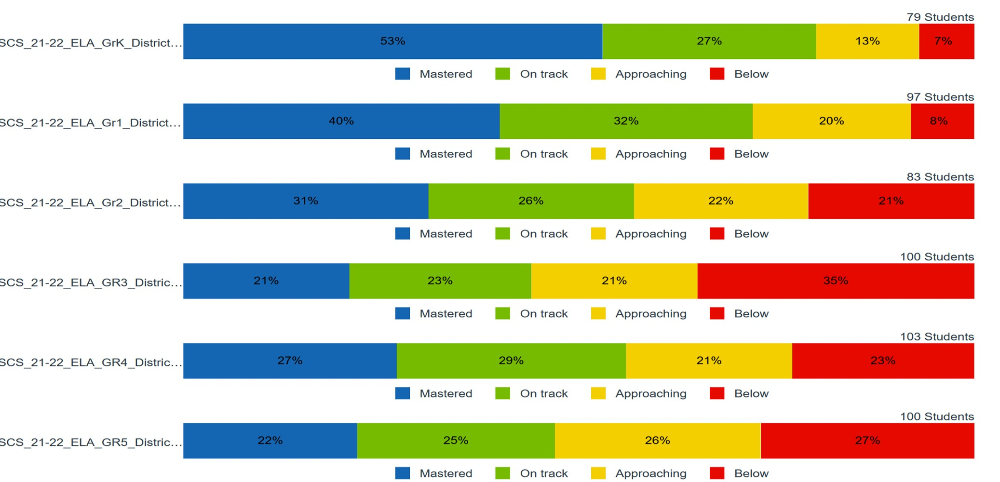 79 Students
SCS_21-22_ELA_GrK_District... 53% 27% 13% 7%
Mastered On track Approaching Below
97 Students
SCS_21-22_ELA_Gr1_District... 40% 32% 20% 8%
Mastered On track Approaching Below
83 Students
SCS_21-22_ELA_Gr2_District... 31% 26% 22% 21%
Mastered On track Approaching Below
100 Students
SCS_21-22_ELA_GR3_Distric... 21% 23% 21% 35%
Mastered On track Approaching Below
103 Students
SCS_21-22_ELA_GR4_Distric... 27% 29% 21% 23%
Mastered On track Approaching Below
100 Students
SCS_21-22_ELA_GR5_Distric... 22% 25% 26% 27%
Mastered On track Approaching Below